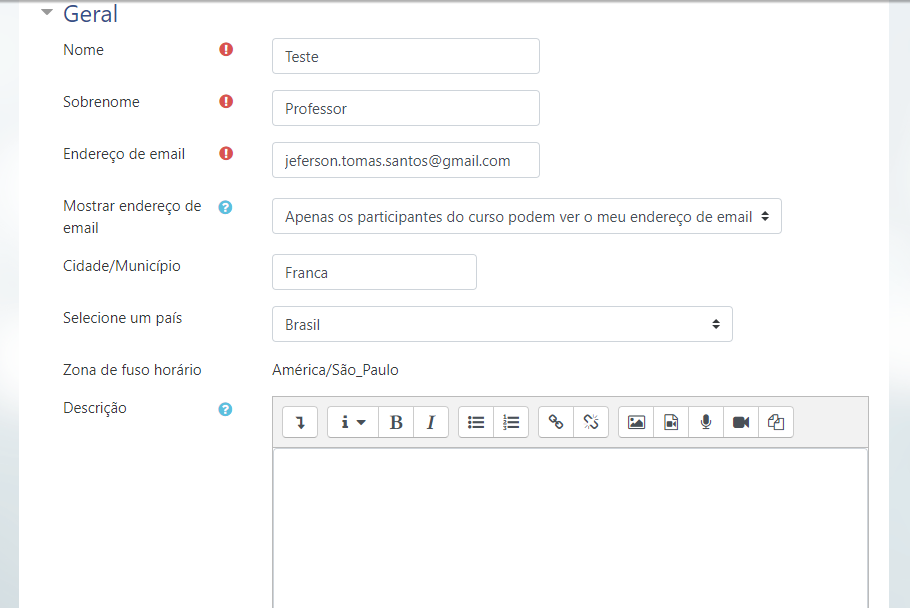 Geral
Nome
Teste
Sobrenome
Professor
Endereço de email
jeferson.tomas.santos@gmail.com
Mostrar endereço de
email
Apenas os participantes do curso podem ver o meu endereço de email
Cidade/Município
Franca
Selecione um país
Brasil
Zona de fuso horário
América/São_Paulo
Descrição
i B I